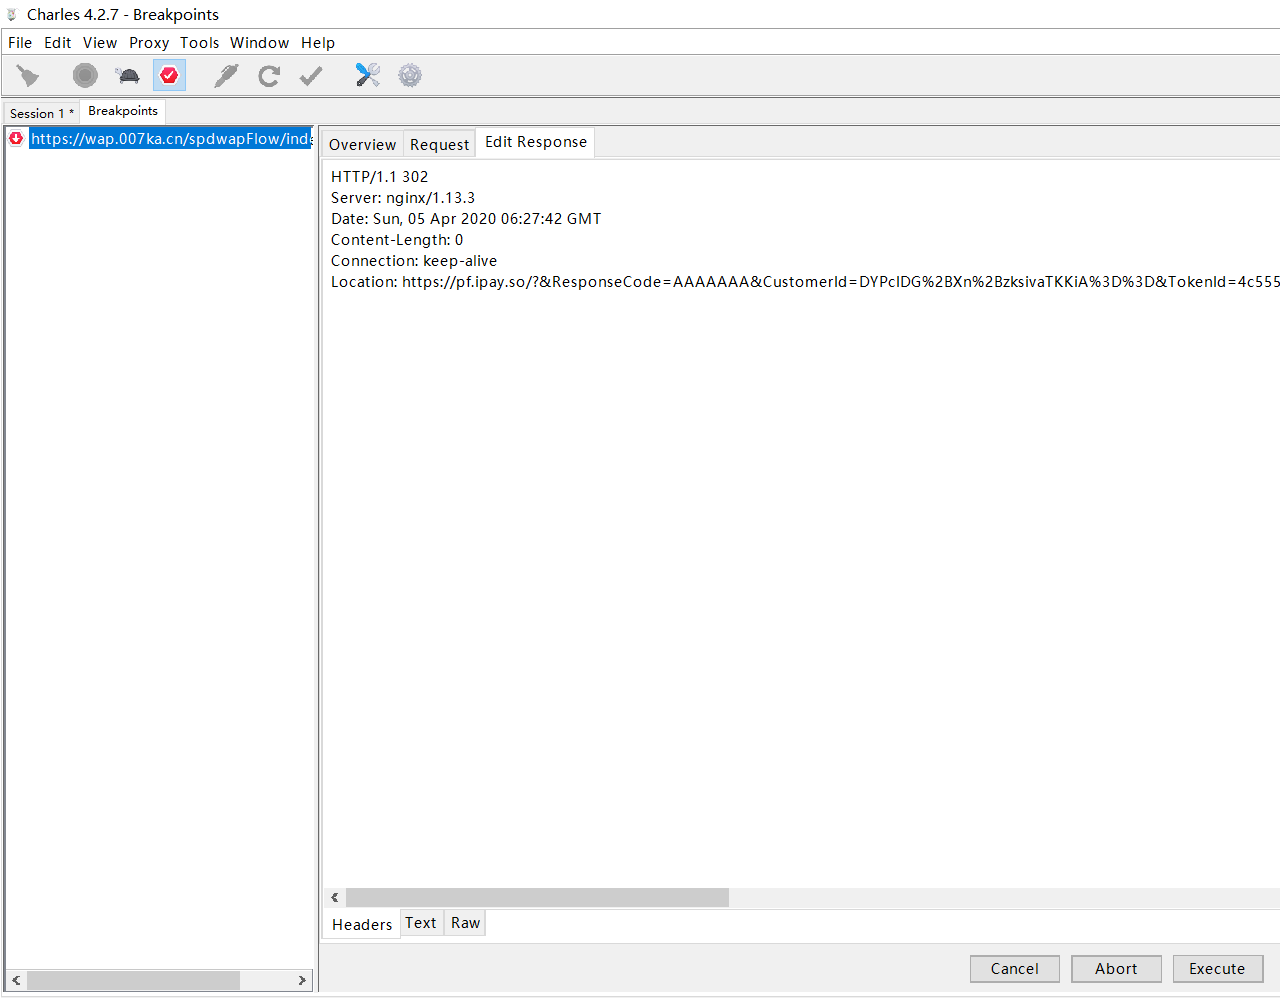 Charles 4.2.7 - Breakpoints
File Edit View Proxy Tools Window Help
Session 1 * Breakpoints
https://wap.007ka.cn/spdwapFlow/inde
Overview Request Edit Response
HTTP/1.1 302
Server: nginx/1.13.3
Date: Sun, 05 Apr 2020 06:27:42 GMT
Content-Length: 0
Connection: keep-alive
Location: https://pf.ipay.so/?&ResponseCode=AAAAAAA&CustomerId=DYPcIDG%2BXn%2BzksivaTKKiA%3D%3D&TokenId=4c555
Headers Text Raw
Cancel Abort Execute